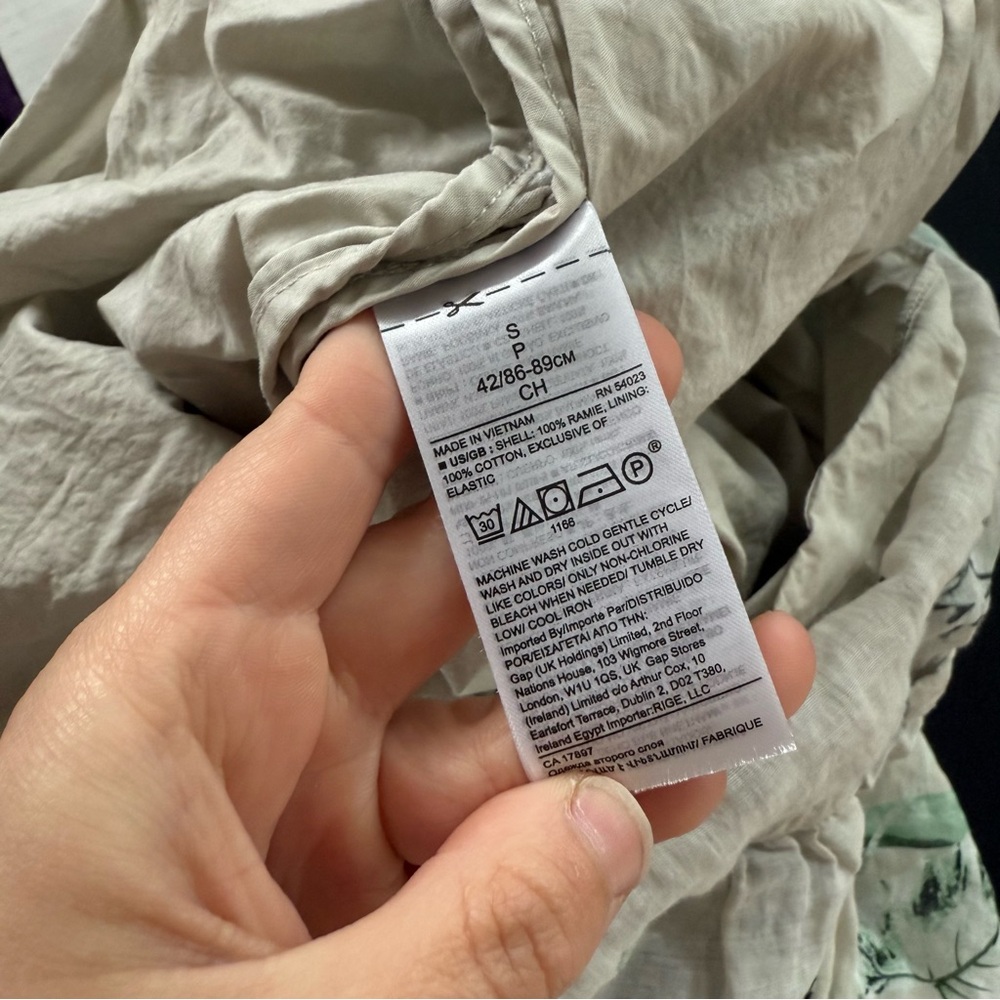 S
P
42/86-89CM
CH
RN 54023
MADE IN VIETNAM
■ US/GB : SHELL: 100% RAMIE, LINING:
100% COTTON, EXCLUSIVE OF
ELASTIC
30 P ®
1166
MACHINE WASH COLD GENTLE CYCLE/
WASH AND DRY INSIDE OUT WITH
LIKE COLORS/ ONLY NON-CHLORINE
BLEACH WHEN NEEDED/ TUMBLE DRY
LOW/ COOL IRON
Imported By/Importe Par/DISTRIBUIDO
POR/ΕΙΣΑΓΕΤΑΙ ΑΠΟ ΤΗΝ:
Gap (UK Holdings) Limited, 2nd Floor
Nations House, 103 Wigmore Street,
London, W1U 1QS, UK Gap Stores
(Ireland) Limited c/o Arthur Cox, 10
Earlsfort Terrace, Dublin 2, D02 T380,
Ireland Egypt Importer:RIGE, LLC
CA 17897
Одежда второго слоя
ՎԻԵՏՆԱՄՈՒՄ/ FABRIQUE